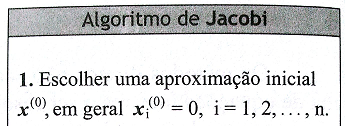 Algoritmo de Jacobi
1. Escolher uma aproximação inicial
x⁽⁰⁾, em geral xᵢ⁽⁰⁾ = 0, i = 1, 2, ..., n.